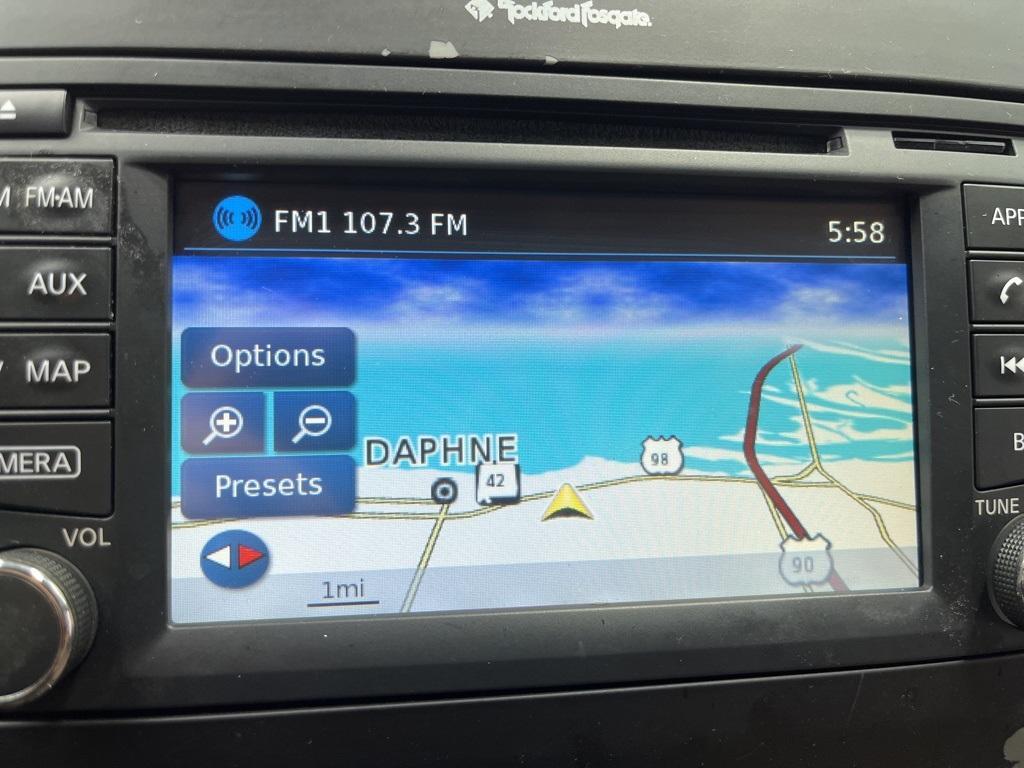 Rockford Fosgate
FM•AM
AUX
MAP
MERA
VOL
FM1 107.3 FM
5:58
Options
Presets
DAPHNE
42
98
90
1mi
APP
B
TUNE